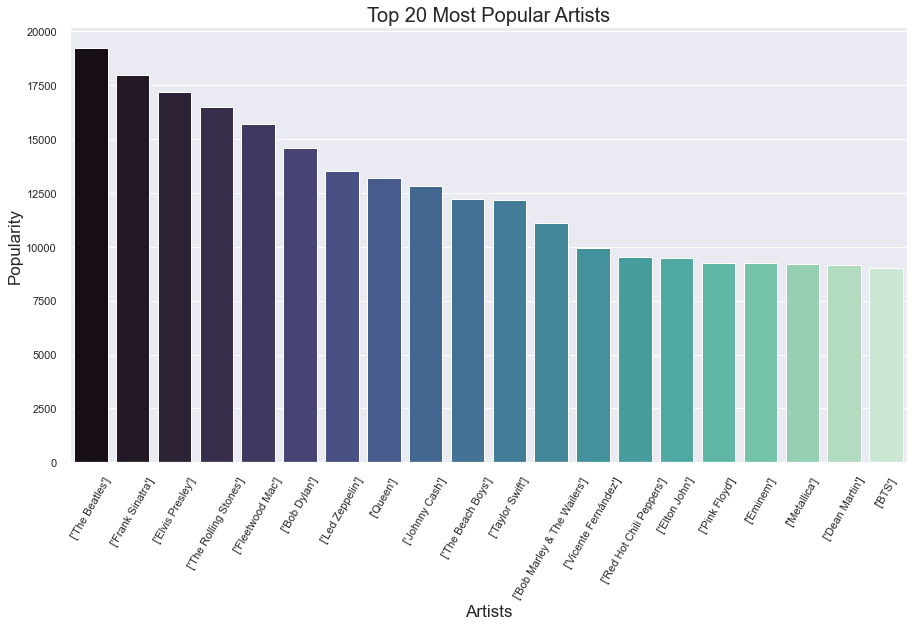 Top 20 Most Popular Artists
20000
17500
15000
12500
10000
7500
5000
2500
0
Popularity
['The Beatles']
['Frank Sinatra']
['Elvis Presley']
['The Rolling Stones']
['Fleetwood Mac']
['Bob Dylan']
['Led Zeppelin']
['Queen']
['Johnny Cash']
['The Beach Boys']
['Taylor Swift']
['Bob Marley & The Wailers']
['Vicente Fernández']
['Red Hot Chili Peppers']
['Elton John']
['Pink Floyd']
['Eminem']
['Metallica']
['Dean Martin']
['BTS']
Artists